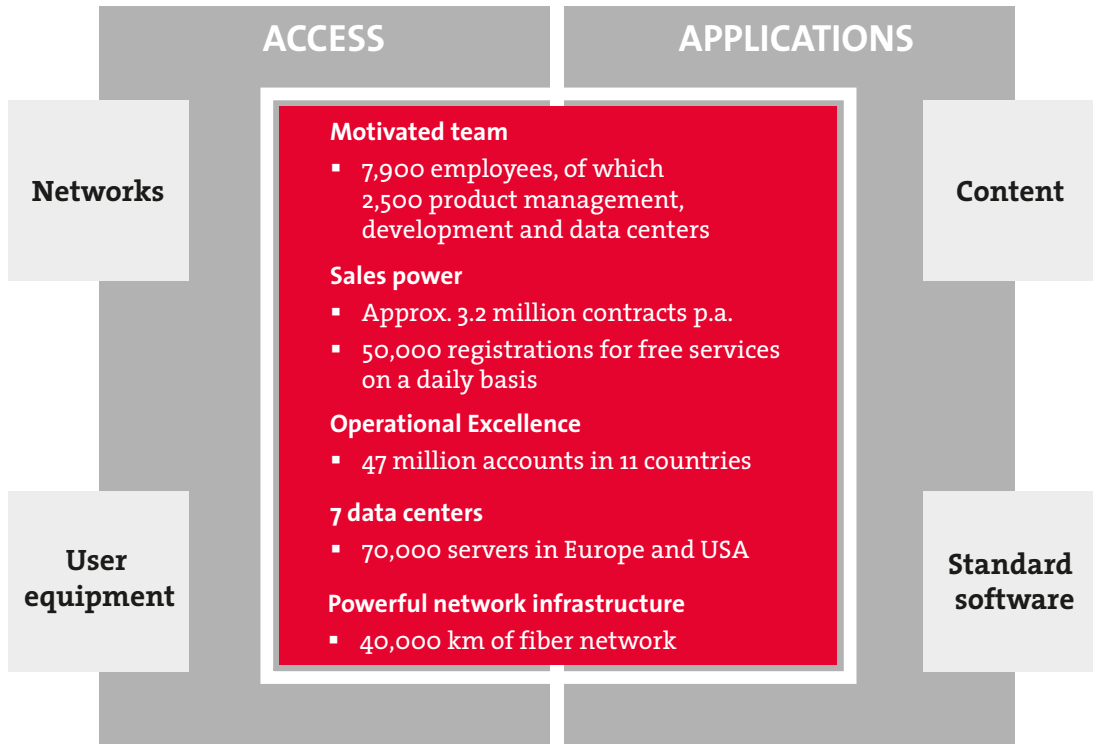 ACCESS
APPLICATIONS
Networks
Content
Motivated team
▪ 7,900 employees, of which
2,500 product management,
development and data centers
Sales power
▪ Approx. 3.2 million contracts p.a.
▪ 50,000 registrations for free services
on a daily basis
Operational Excellence
▪ 47 million accounts in 11 countries
7 data centers
▪ 70,000 servers in Europe and USA
Powerful network infrastructure
▪ 40,000 km of fiber network
User
equipment
Standard
software